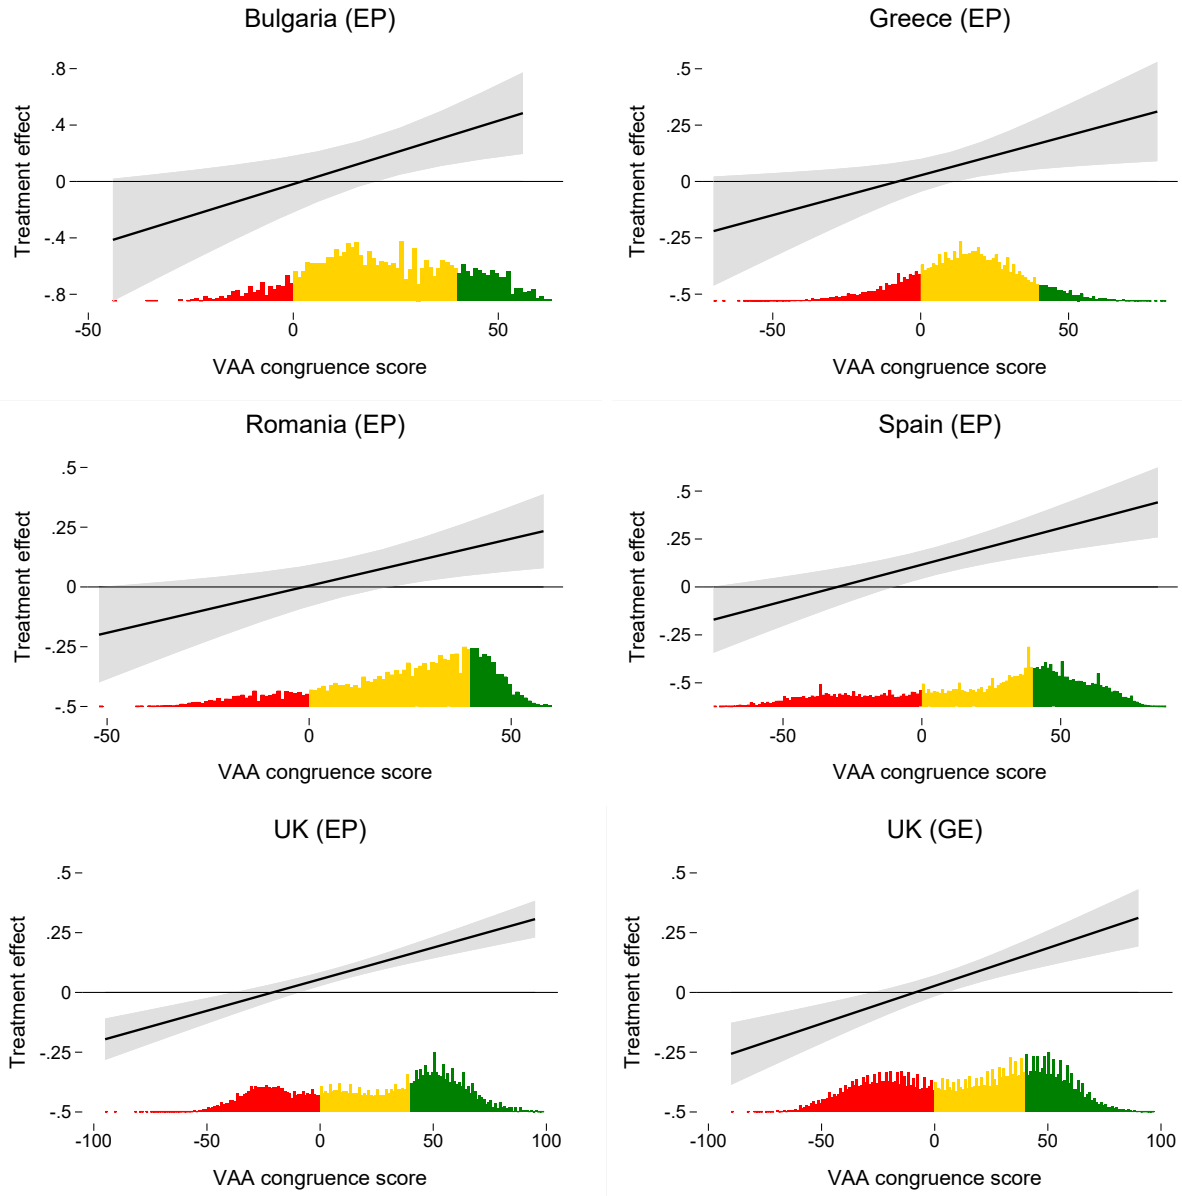 Bulgaria (EP)
.8
.4
0
-.4
-.8
Treatment effect
-50 0 50
VAA congruence score
Greece (EP)
.5
.25
0
-.25
-.5
Treatment effect
-50 0 50
VAA congruence score
Romania (EP)
.5
.25
0
-.25
-.5
Treatment effect
-50 0 50
VAA congruence score
Spain (EP)
.5
.25
0
-.25
-.5
Treatment effect
-50 0 50
VAA congruence score
UK (EP)
.5
.25
0
-.25
-.5
Treatment effect
-100 -50 0 50 100
VAA congruence score
UK (GE)
.5
.25
0
-.25
-.5
Treatment effect
-100 -50 0 50 100
VAA congruence score